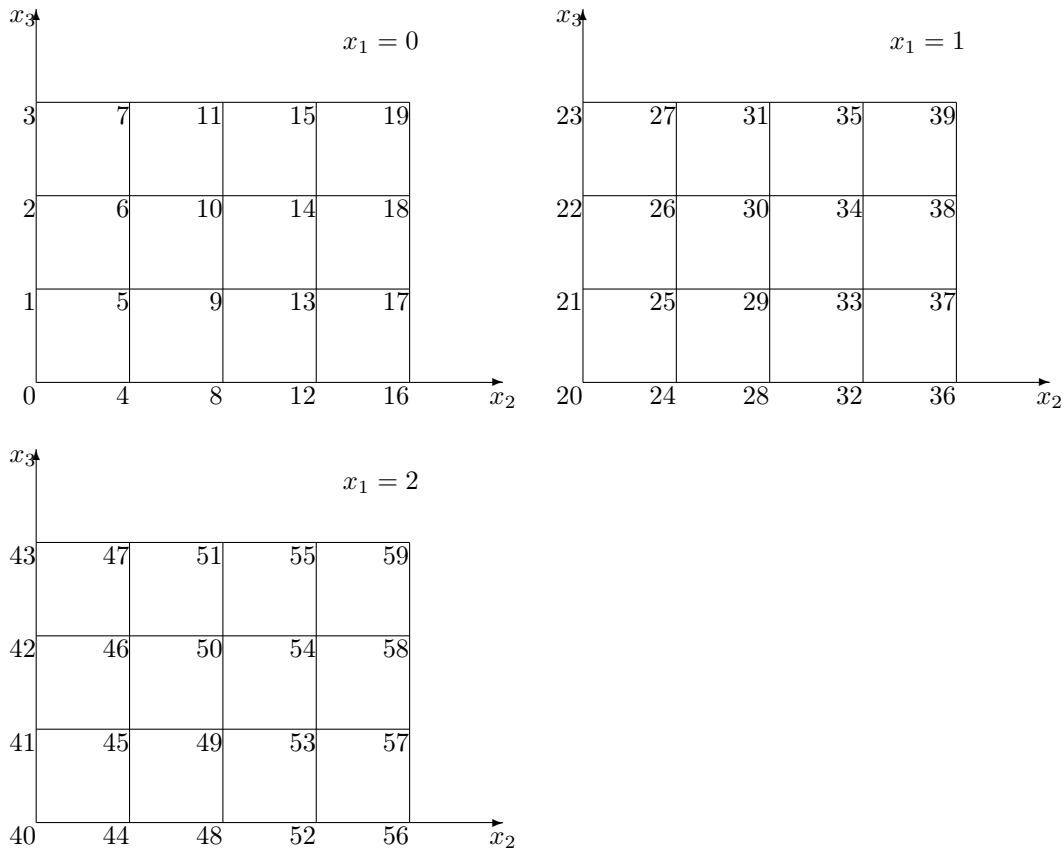 x₃ x₁ = 0
3 7 11 15 19
2 6 10 14 18
1 5 9 13 17
0 4 8 12 16 x₂
x₃ x₁ = 1
23 27 31 35 39
22 26 30 34 38
21 25 29 33 37
20 24 28 32 36 x₂
x₃ x₁ = 2
43 47 51 55 59
42 46 50 54 58
41 45 49 53 57
40 44 48 52 56 x₂